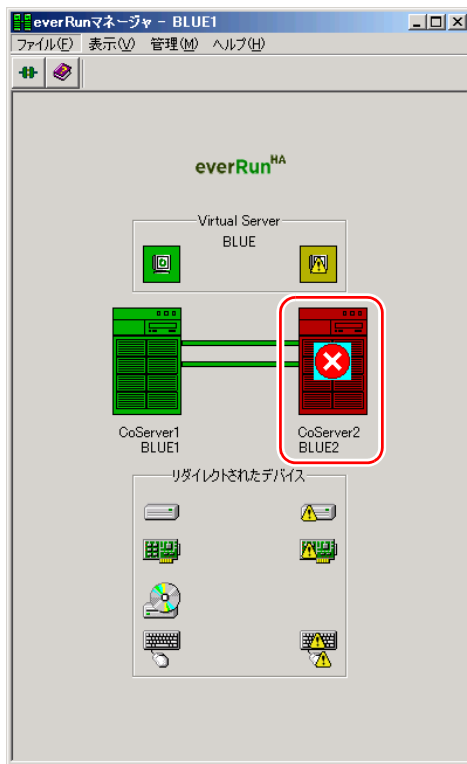 everRunマネージャ - BLUE1
ファイル(F) 表示(V) 管理(M) ヘルプ(H)
everRun HA
Virtual Server
BLUE
CoServer1 CoServer2
BLUE1 BLUE2
リダイレクトされたデバイス